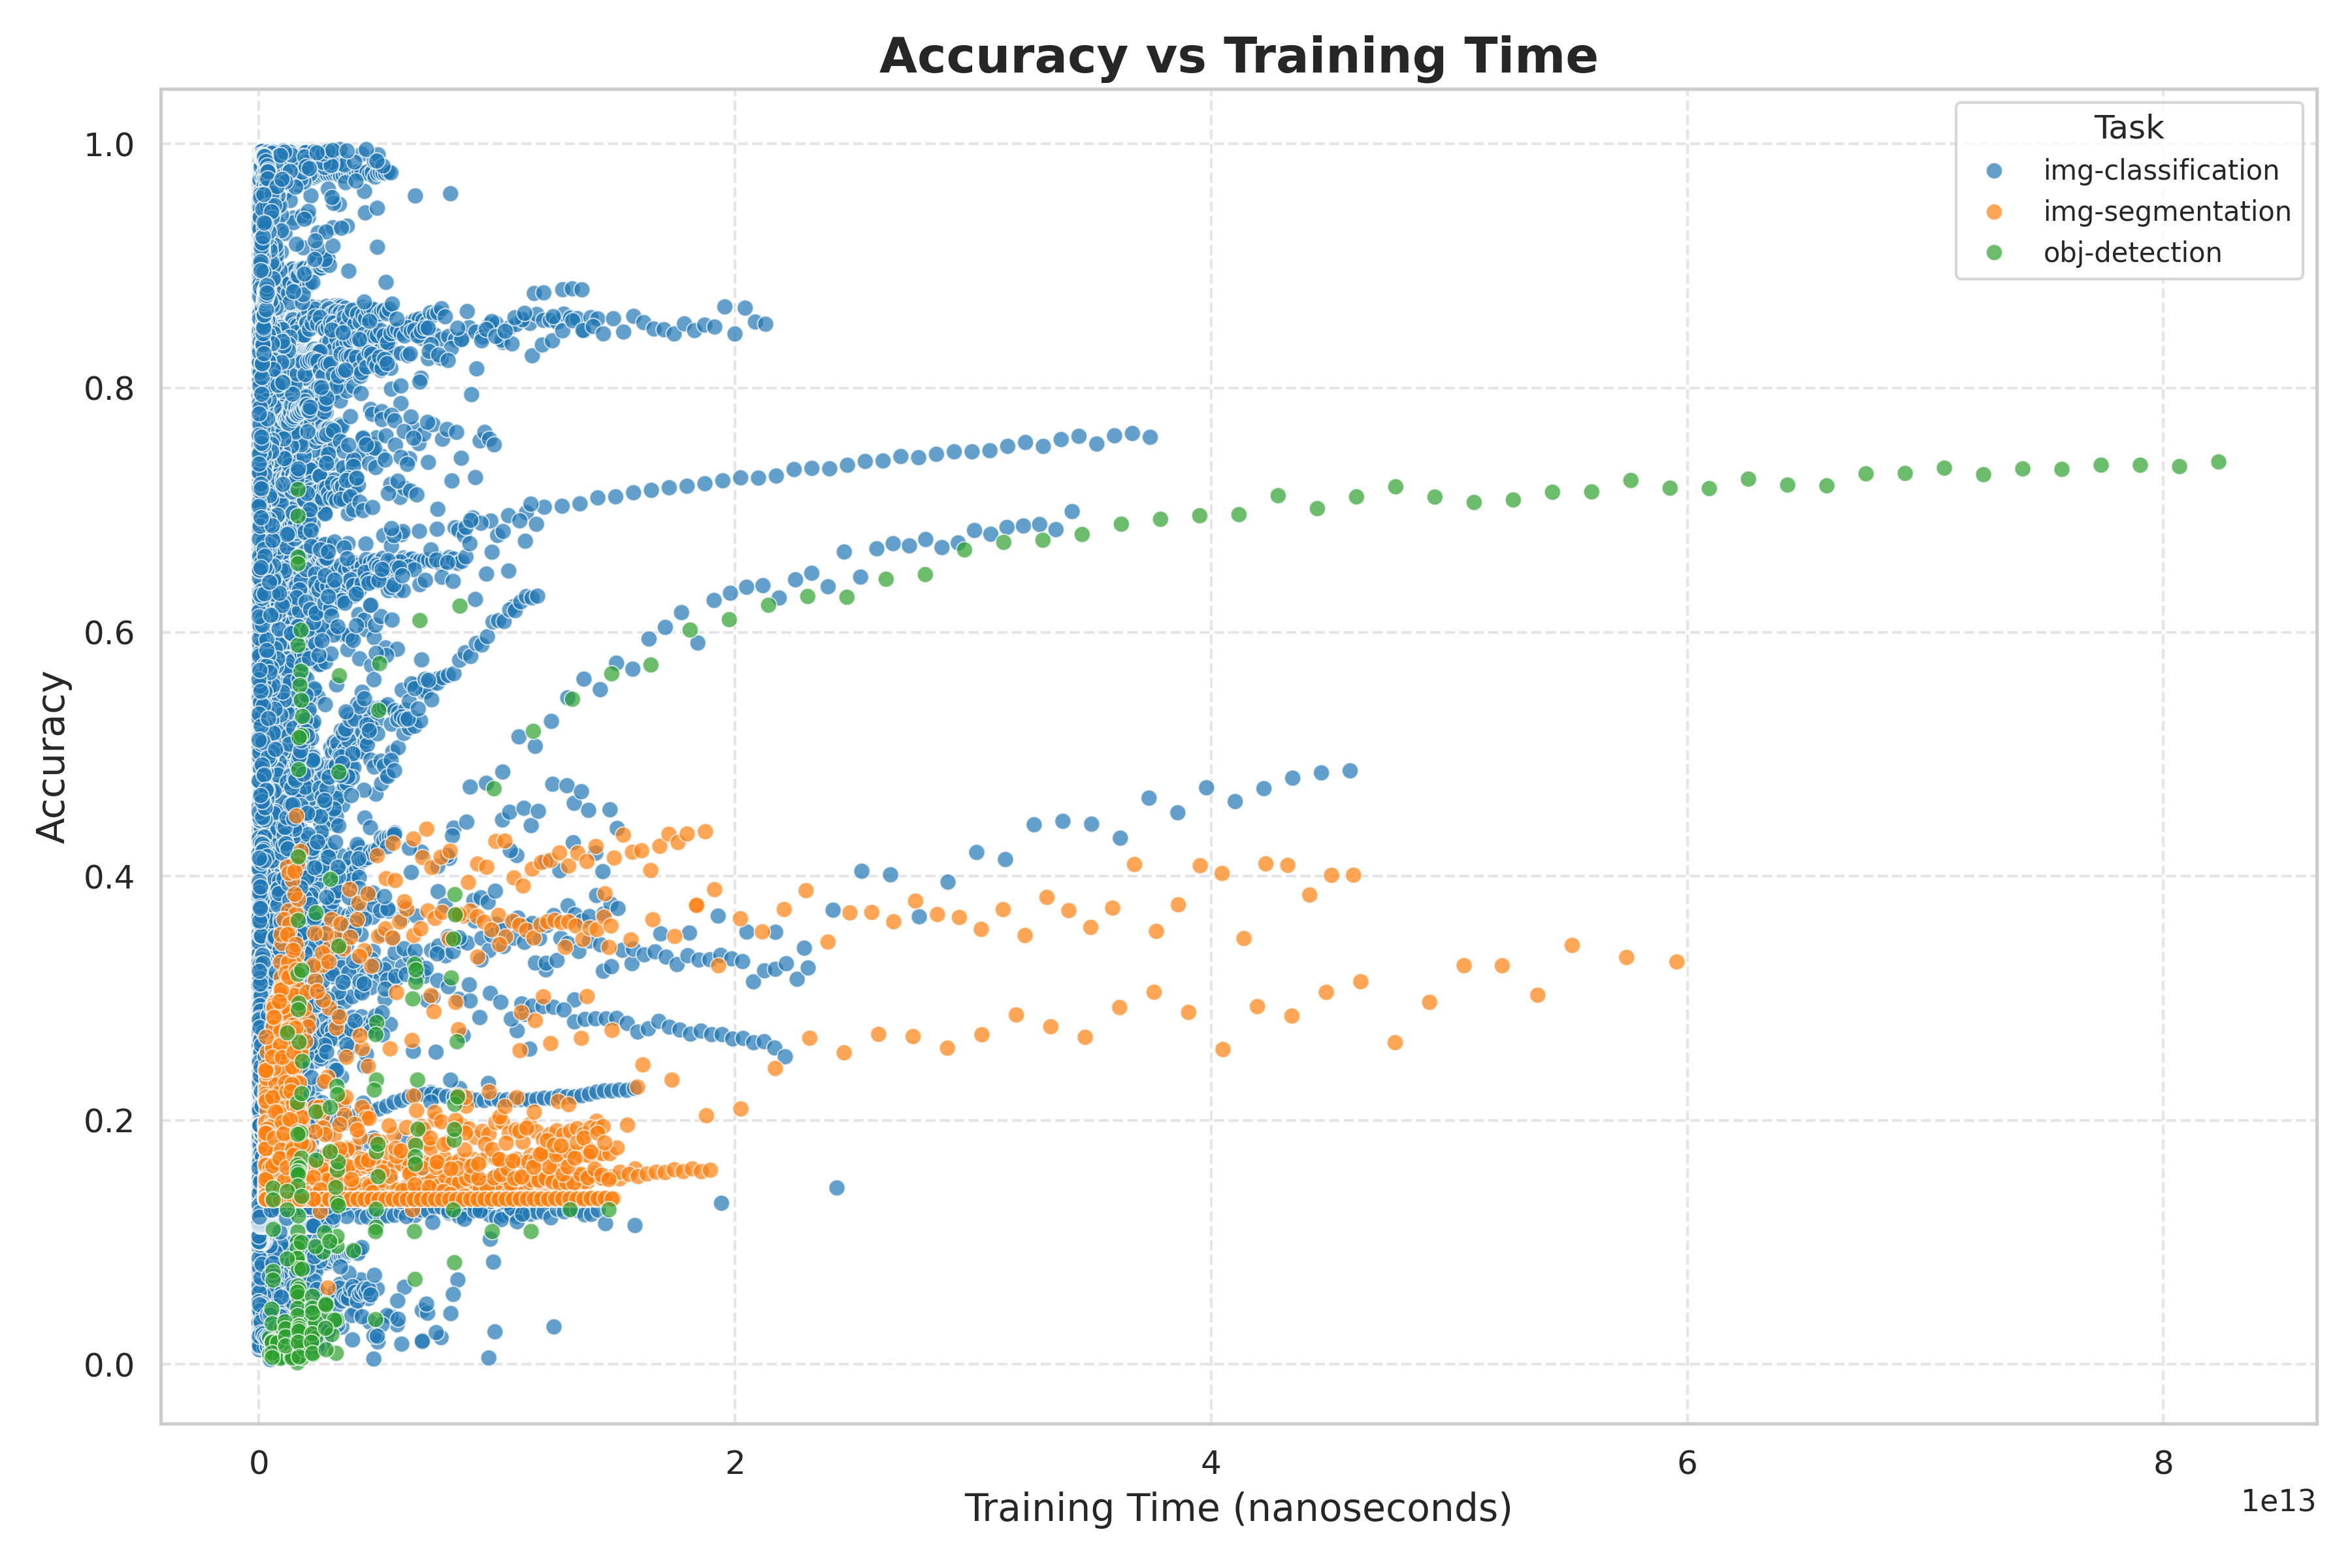 Accuracy vs Training Time
Task
img-classification
img-segmentation
obj-detection
Accuracy
1.0
0.8
0.6
0.4
0.2
0.0
0 2 4 6 8
1e13
Training Time (nanoseconds)